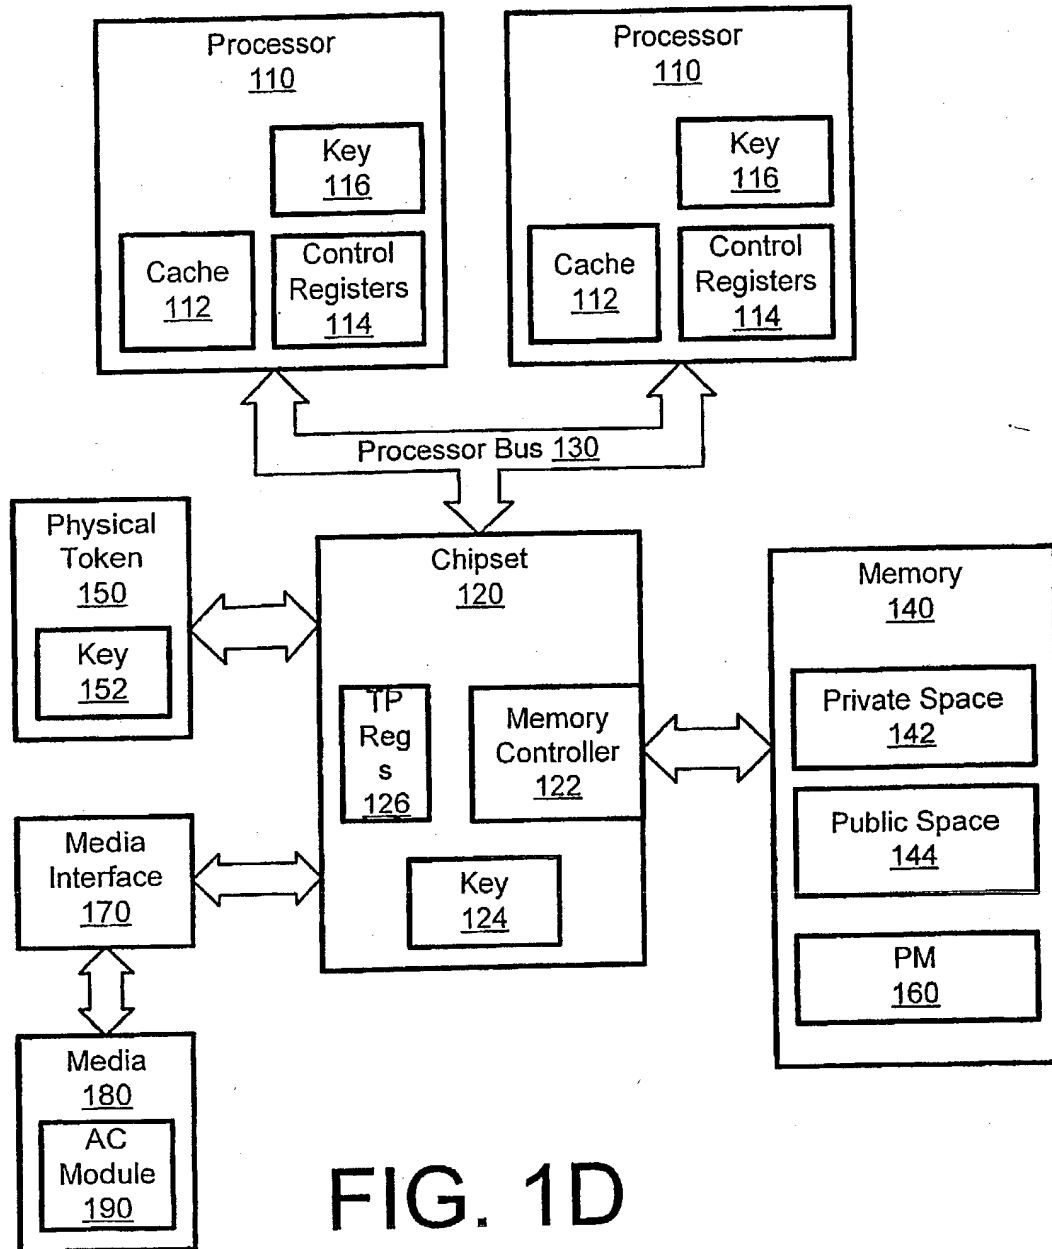 Processor
110
Key
116
Cache
112
Control
Registers
114
Processor
110
Key
116
Cache
112
Control
Registers
114
Processor Bus 130
Physical
Token
150
Key
152
Chipset
120
TP
Reg
s
126
Memory
Controller
122
Key
124
Memory
140
Private Space
142
Public Space
144
PM
160
Media
Interface
170
Media
180
AC
Module
190
FIG. 1D